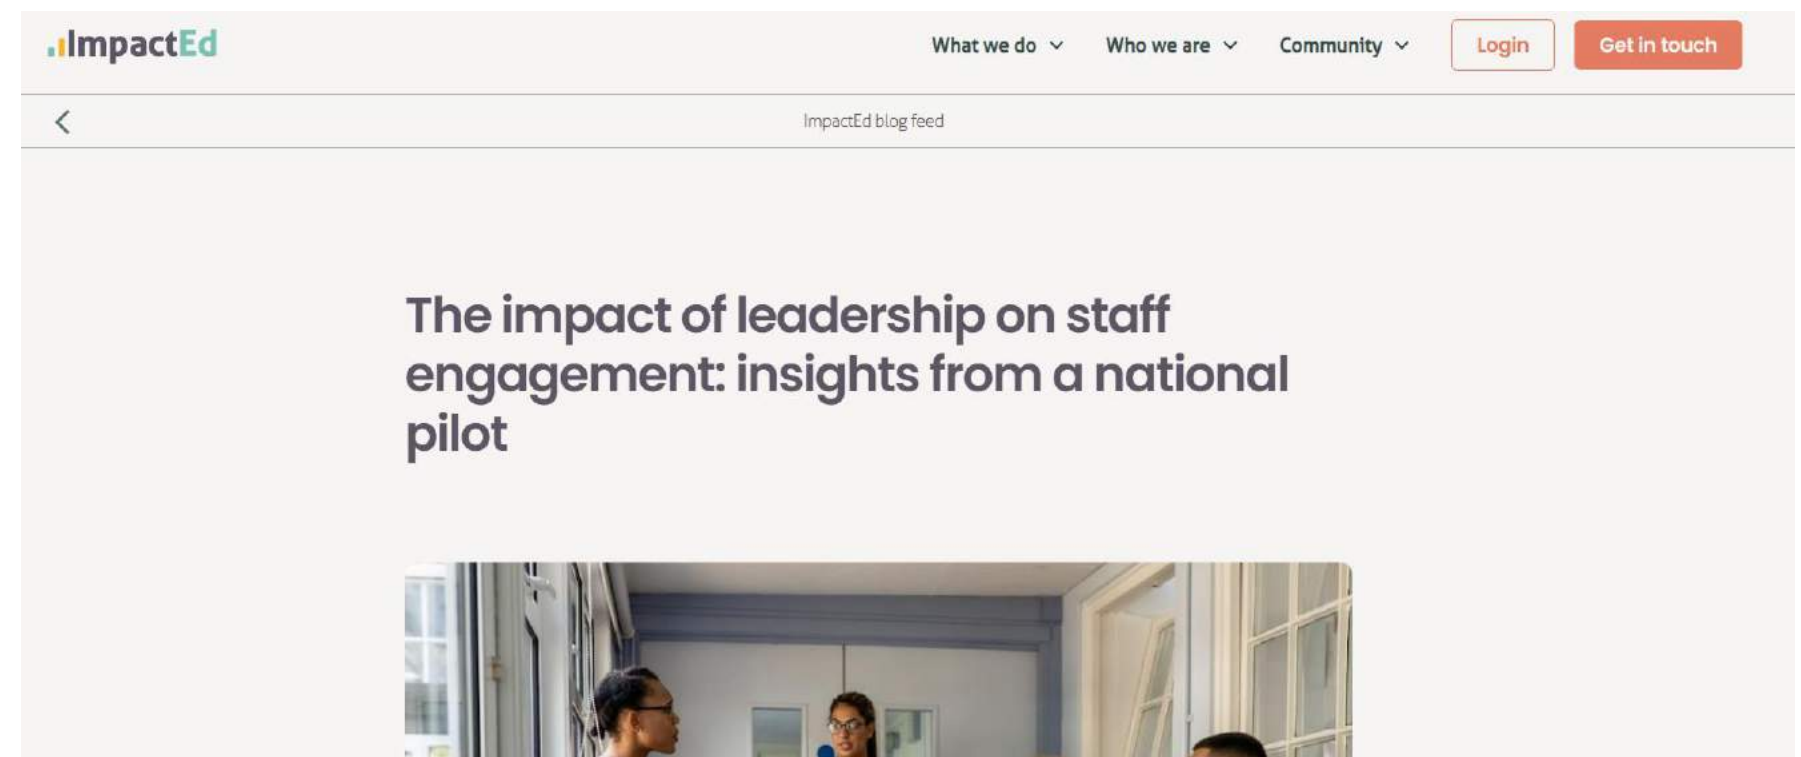 ImpactEd
What we do Who we are Community Login Get in touch
ImpactEd blog feed
The impact of leadership on staff
engagement: insights from a national
pilot